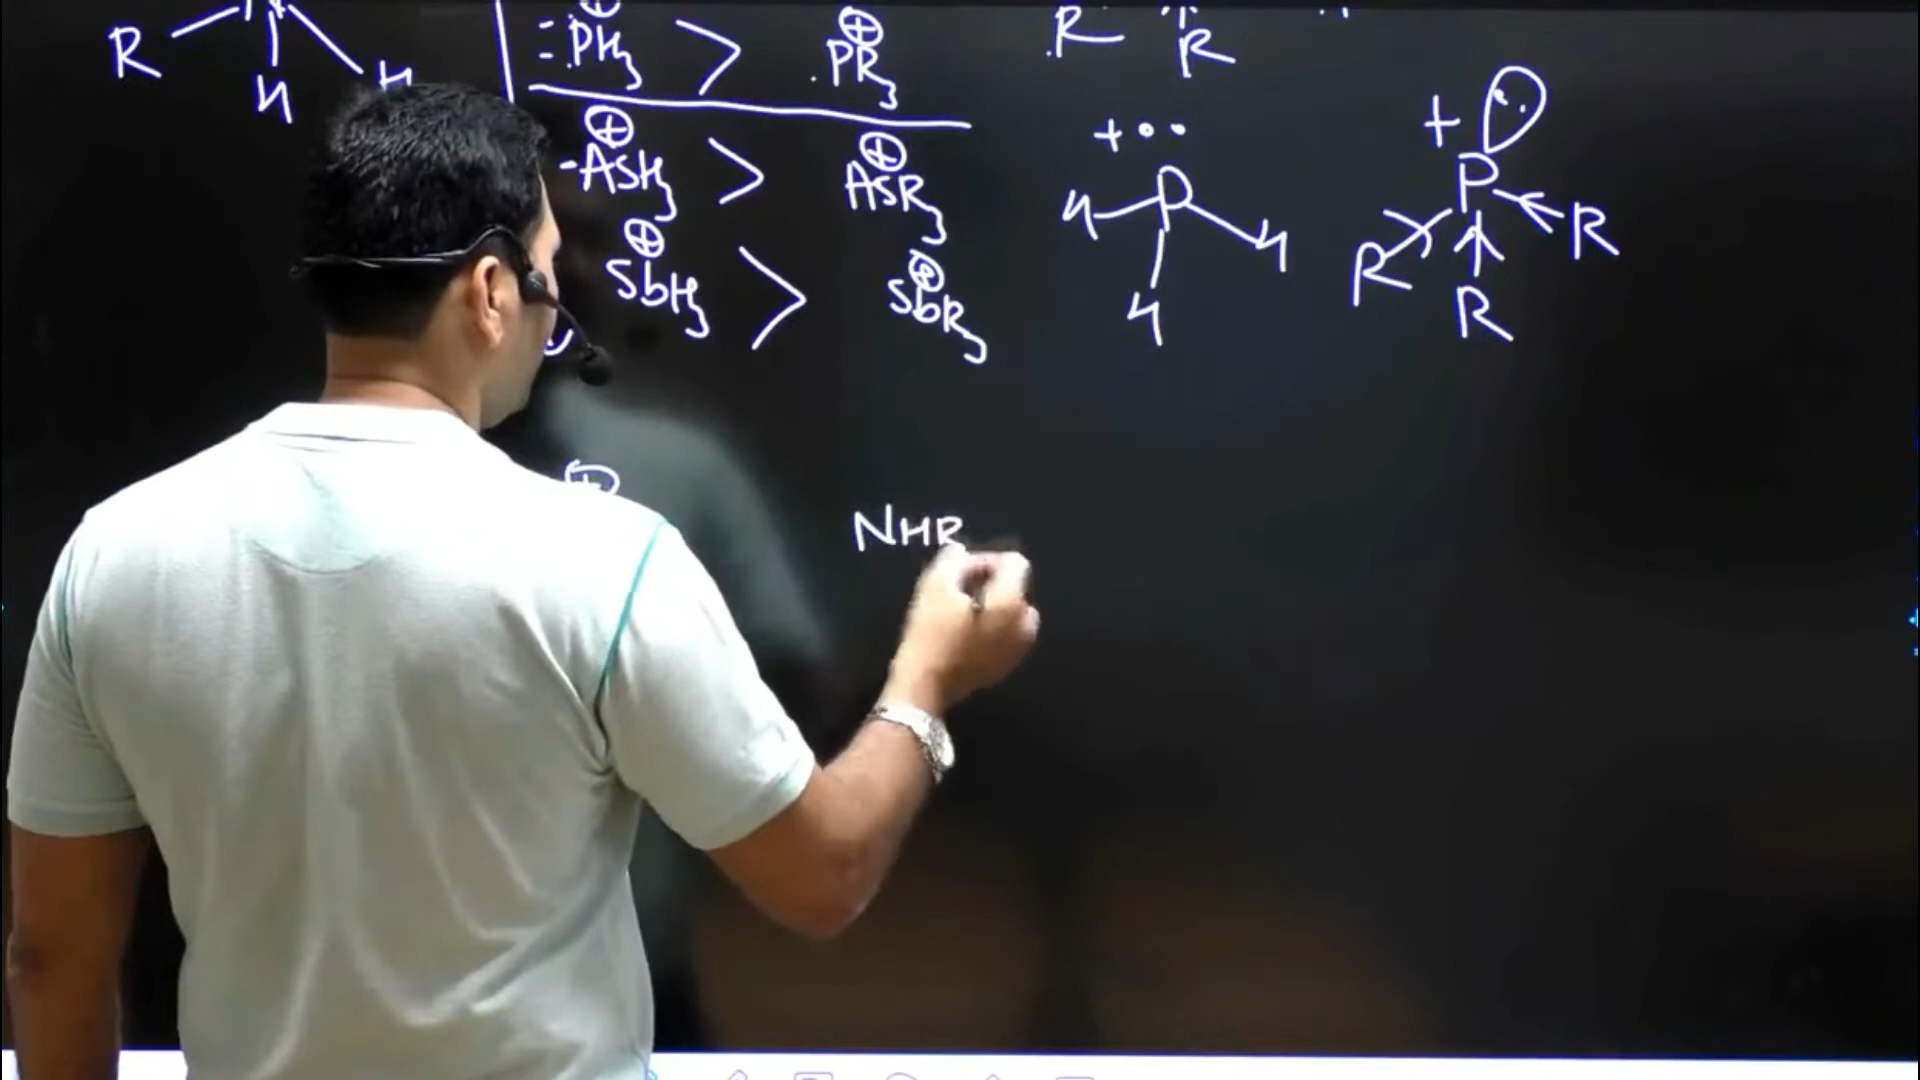 R H H
⊕ ⊕
PH3 > PR3
R R
⊕ ⊕
AsH3 > AsR3
⊕ ⊕
SbH3 > SbR3
+ ••
P
H H
H
+ ••
P
R R
R
⊕
NHR